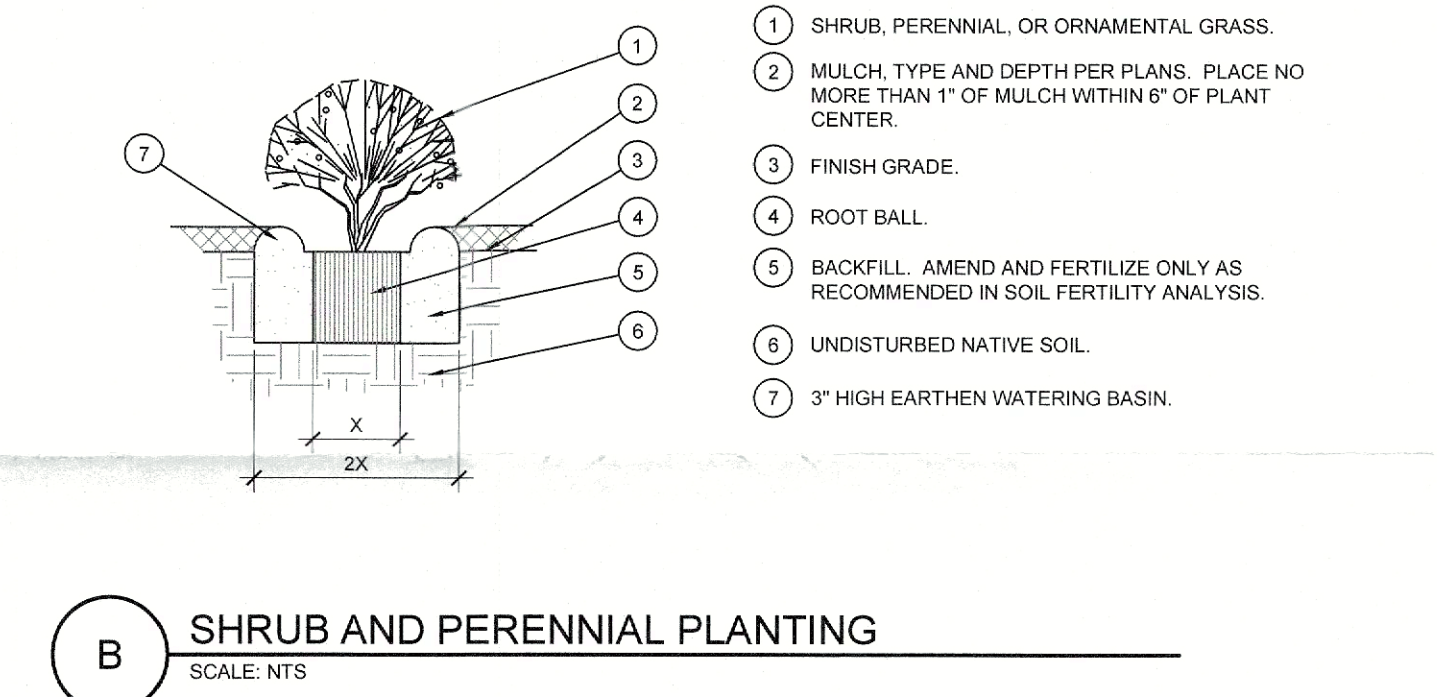 1 SHRUB, PERENNIAL, OR ORNAMENTAL GRASS.
2 MULCH, TYPE AND DEPTH PER PLANS. PLACE NO
MORE THAN 1" OF MULCH WITHIN 6" OF PLANT
CENTER.
3 FINISH GRADE.
4 ROOT BALL.
5 BACKFILL. AMEND AND FERTILIZE ONLY AS
RECOMMENDED IN SOIL FERTILITY ANALYSIS.
6 UNDISTURBED NATIVE SOIL.
7 3" HIGH EARTHEN WATERING BASIN.
1
2
7
3
4
5
6
X
2X
B SHRUB AND PERENNIAL PLANTING
SCALE: NTS